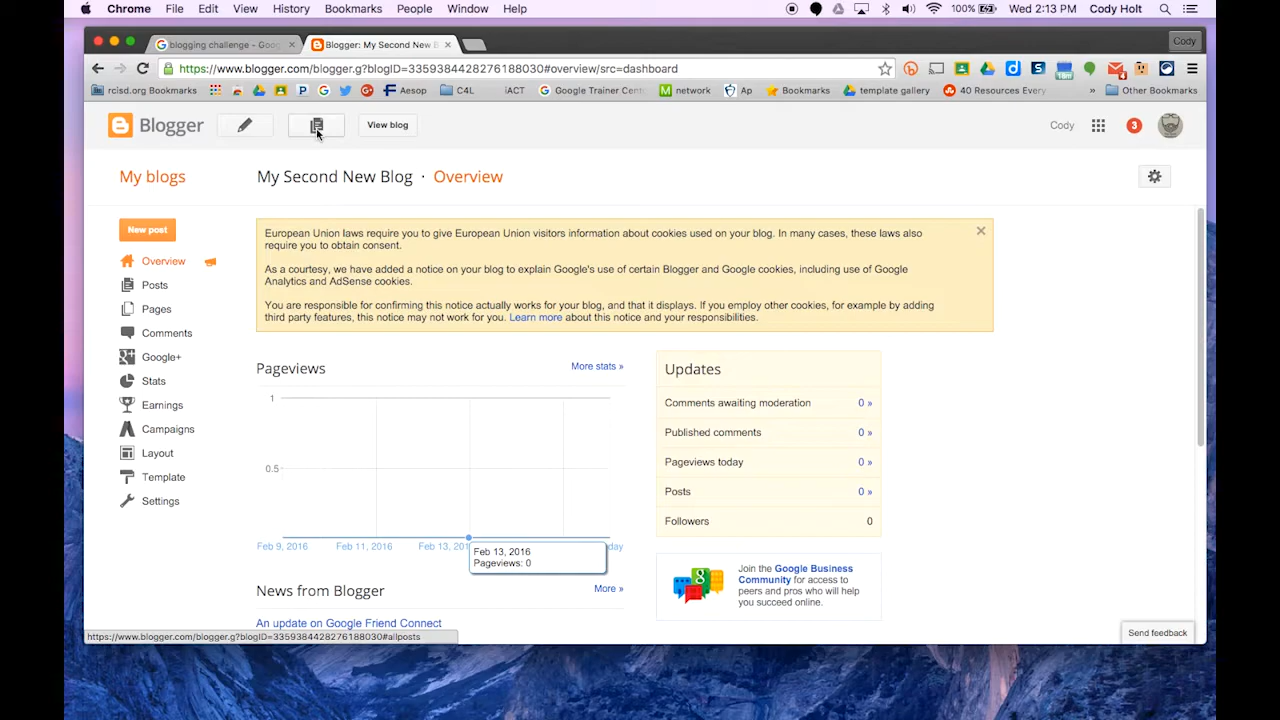 Chrome File Edit View History Bookmarks People Window Help 100% Wed 2:13 PM Cody Holt
blogging challenge - Goo Blogger: My Second New B Cody
https://www.blogger.com/blogger.g?blogID=3359384428276188030#overview/src=dashboard
rcisd.org Bookmarks Aesop C4L iACT Google Trainer Cent network Ap Bookmarks template gallery 40 Resources Every » Other Bookmarks
Blogger View blog Cody 3
My blogs My Second New Blog · Overview
New post
Overview
Posts
Pages
Comments
Google+
Stats
Earnings
Campaigns
Layout
Template
Settings
European Union laws require you to give European Union visitors information about cookies used on your blog. In many cases, these laws also
require you to obtain consent.
As a courtesy, we have added a notice on your blog to explain Google's use of certain Blogger and Google cookies, including use of Google
Analytics and AdSense cookies.
You are responsible for confirming this notice actually works for your blog, and that it displays. If you employ other cookies, for example by adding
third party features, this notice may not work for you. Learn more about this notice and your responsibilities.
Pageviews More stats »
1
0.5
Feb 9, 2016 Feb 11, 2016 Feb 13, 201 day
Feb 13, 2016
Pageviews: 0
News from Blogger More »
An update on Google Friend Connect
Updates
Comments awaiting moderation 0 »
Published comments 0 »
Pageviews today 0 »
Posts 0 »
Followers 0
Join the Google Business
Community for access to
peers and pros who will help
you succeed online.
https://www.blogger.com/blogger.g?blogID=3359384428276188030#allposts
Send feedback